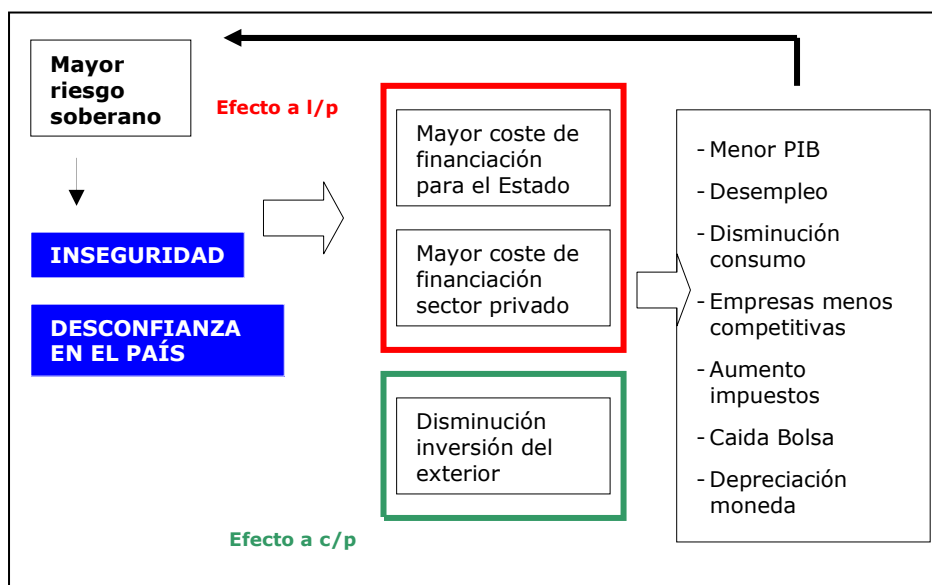 Mayor
riesgo
soberano
INSEGURIDAD
DESCONFIANZA
EN EL PAÍS
Efecto a l/p
Mayor coste de
financiación
para el Estado
Mayor coste de
financiación
sector privado
Disminución
inversión del
exterior
Efecto a c/p
- Menor PIB
- Desempleo
- Disminución
consumo
- Empresas menos
competitivas
- Aumento
impuestos
- Caida Bolsa
- Depreciación
moneda